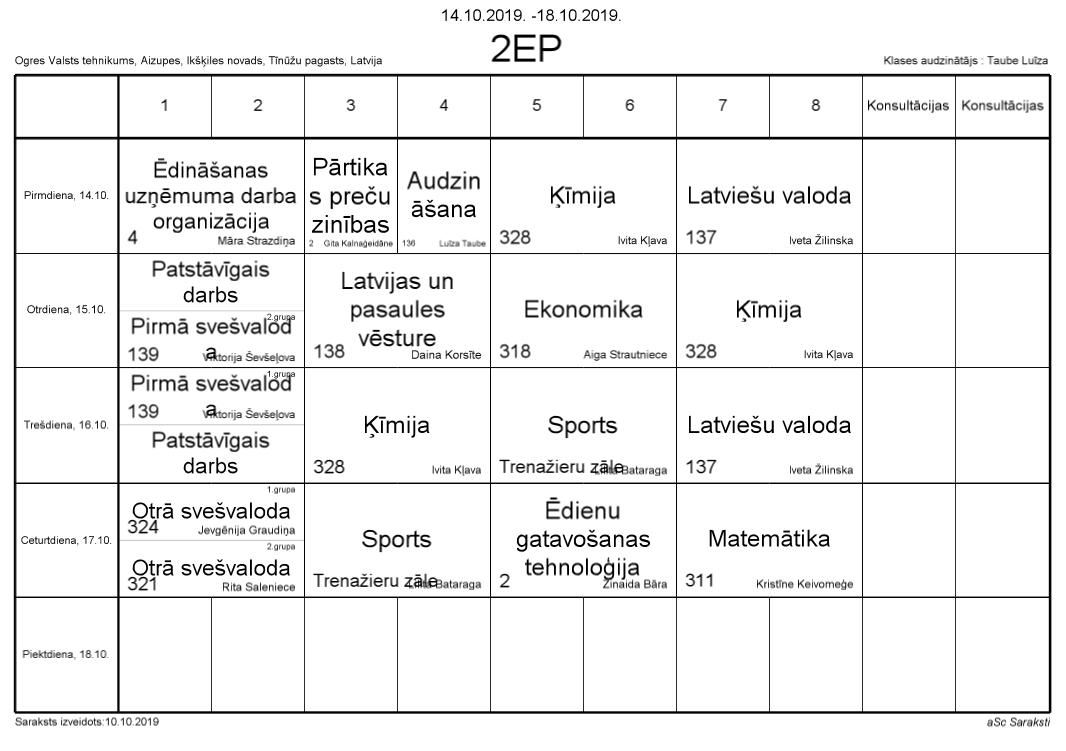 14.10.2019. -18.10.2019.
2EP
Ogres Valsts tehnikums, Aizupes, Ikšķiles novads, Tīnūžu pagasts, Latvija
Klases audzinātājs : Taube Luīza
1 2 3 4 5 6 7 8 Konsultācijas Konsultācijas
Pirmdiena, 14.10.
Ēdināšanas
uzņēmuma darba
organizācija
4 Māra Strazdiņa
Pārtika
s preču
zinības
2 Gita Kalnaģeidāne
Audzin
āšana
136 Luīza Taube
Ķīmija
328 Ivita Kļava
Latviešu valoda
137 Iveta Žilinska
Otrdiena, 15.10.
Patstāvīgais
darbs
2.grupa
Pirmā svešvalod
a
139 Viktorija Ševšeļova
Latvijas un
pasaules
vēsture
138 Daina Korsīte
Ekonomika
318 Aiga Strautniece
Ķīmija
328 Ivita Kļava
Trešdiena, 16.10.
1.grupa
Pirmā svešvalod
a
139 Viktorija Ševšeļova
Patstāvīgais
darbs
Ķīmija
328 Ivita Kļava
Sports
Trenažieru zāle Lilita Bataraga
Latviešu valoda
137 Iveta Žilinska
Ceturtdiena, 17.10.
1.grupa
Otrā svešvaloda
324 Jevgēnija Graudiņa
2.grupa
Otrā svešvaloda
321 Rita Saleniece
Sports
Trenažieru zāle Lilita Bataraga
Ēdienu
gatavošanas
tehnoloģija
2 Zinaida Bāra
Matemātika
311 Kristīne Keivomeģe
Piektdiena, 18.10.
Saraksts izveidots:10.10.2019
aSc Saraksti